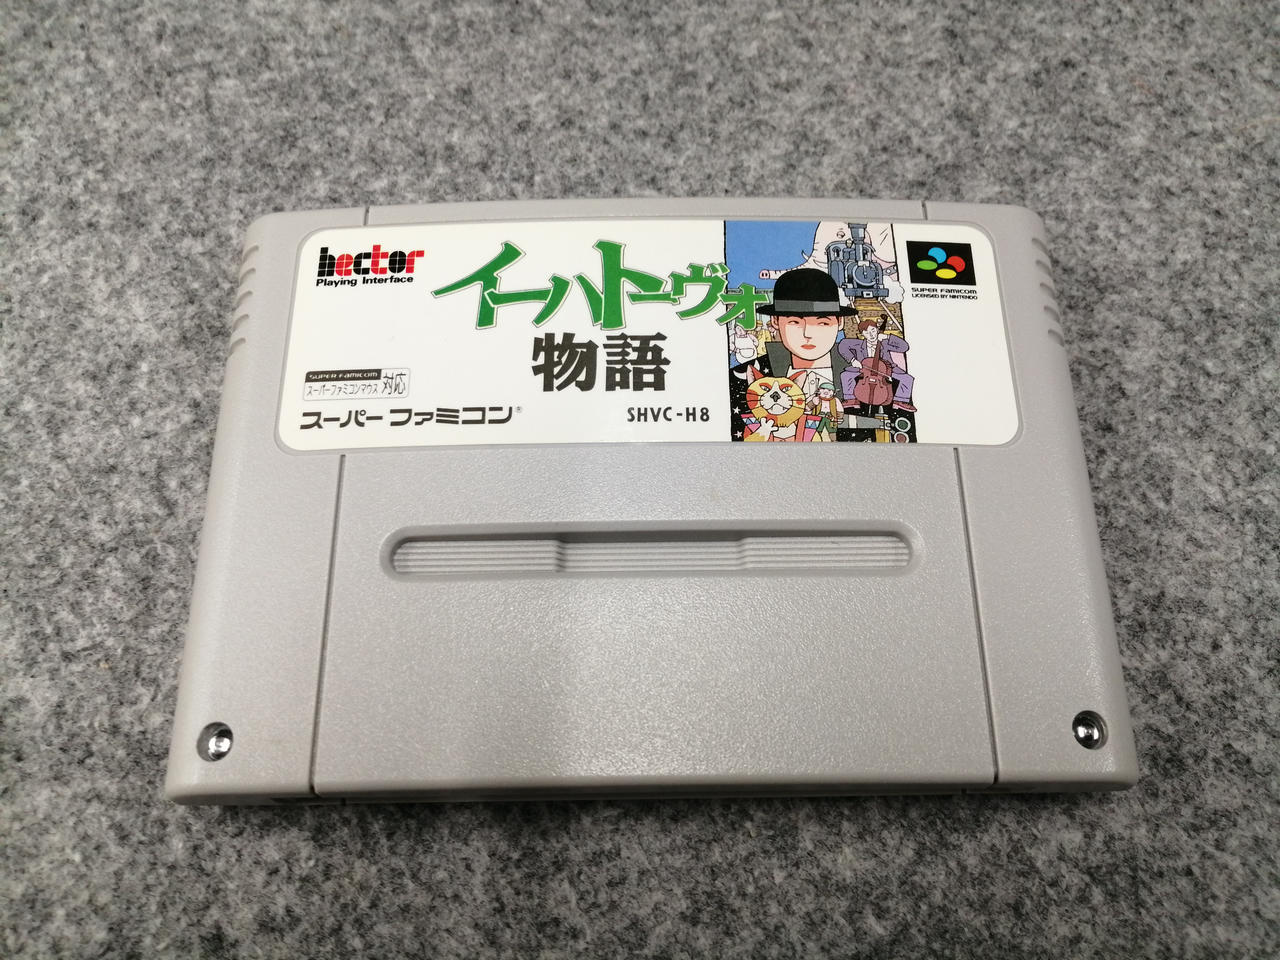 hector
Playing Interface
イーハトーヴォ
物語
SUPER FAMICOM
スーパーファミコンマウス 対応
スーパーファミコン®
SHVC-H8
SUPER FAMICOM
LICENSED BY NINTENDO